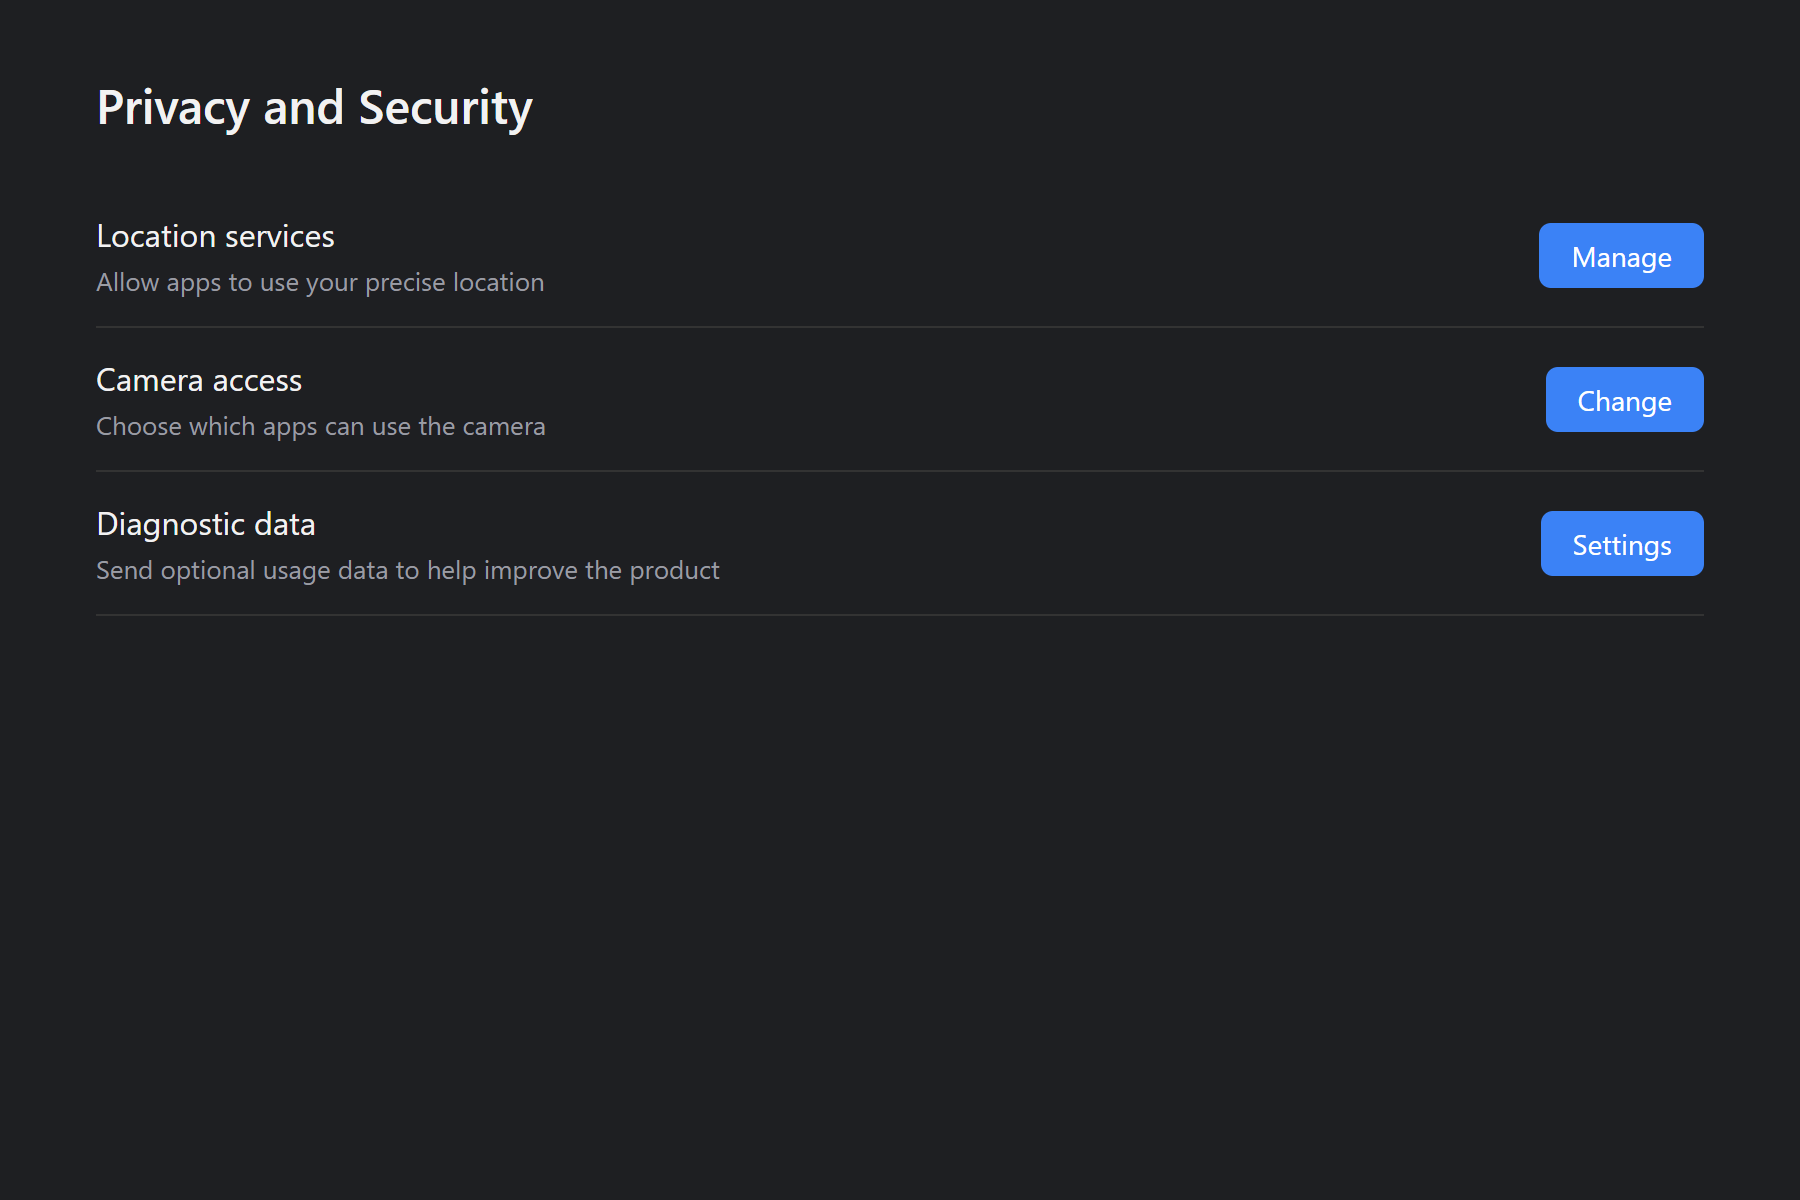 Privacy and Security
Location services
Allow apps to use your precise location
Manage
Camera access
Choose which apps can use the camera
Change
Diagnostic data
Send optional usage data to help improve the product
Settings